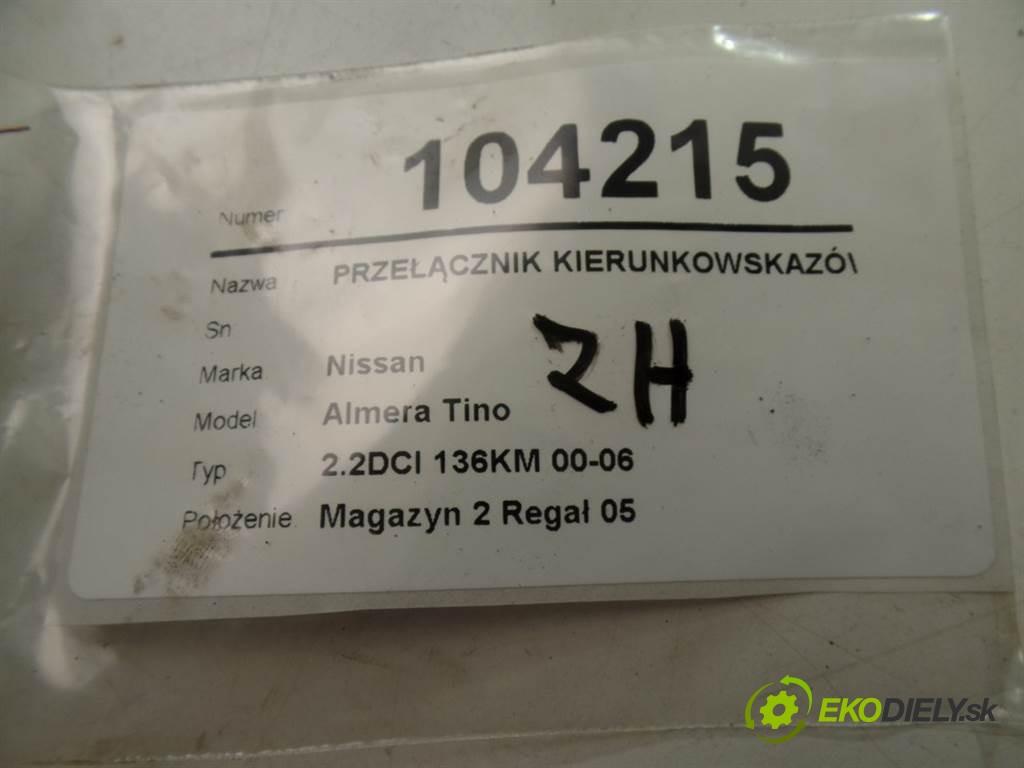 Numer 104215
Nazwa PRZEŁĄCZNIK KIERUNKOWSKAZÓ
Sn
Marka Nissan
ZH
Model Almera Tino
Typ 2.2DCI 136KM 00-06
Położenie Magazyn 2 Regał 05
EKODIELY.sk